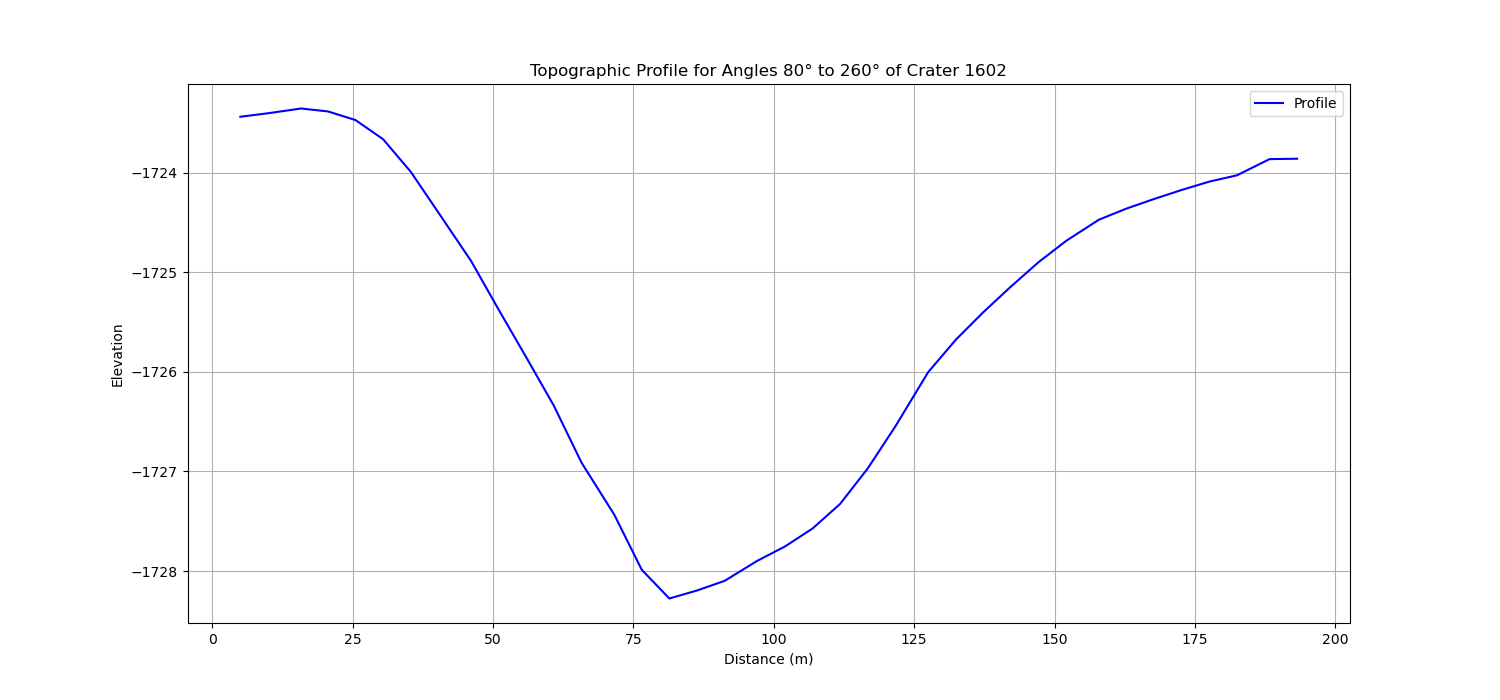 Topographic Profile for Angles 80° to 260° of Crater 1602
Profile
−1724
−1725
−1726
−1727
−1728
Elevation
0 25 50 75 100 125 150 175 200
Distance (m)